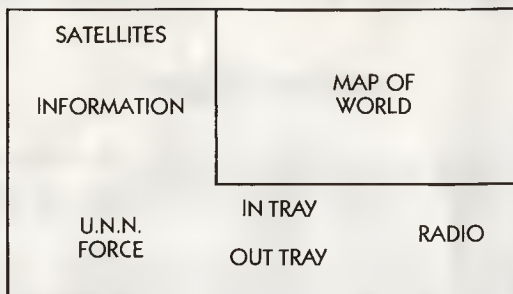 SATELLITES
INFORMATION
MAP OF
WORLD
U.N.N.
FORCE
IN TRAY
OUT TRAY
RADIO